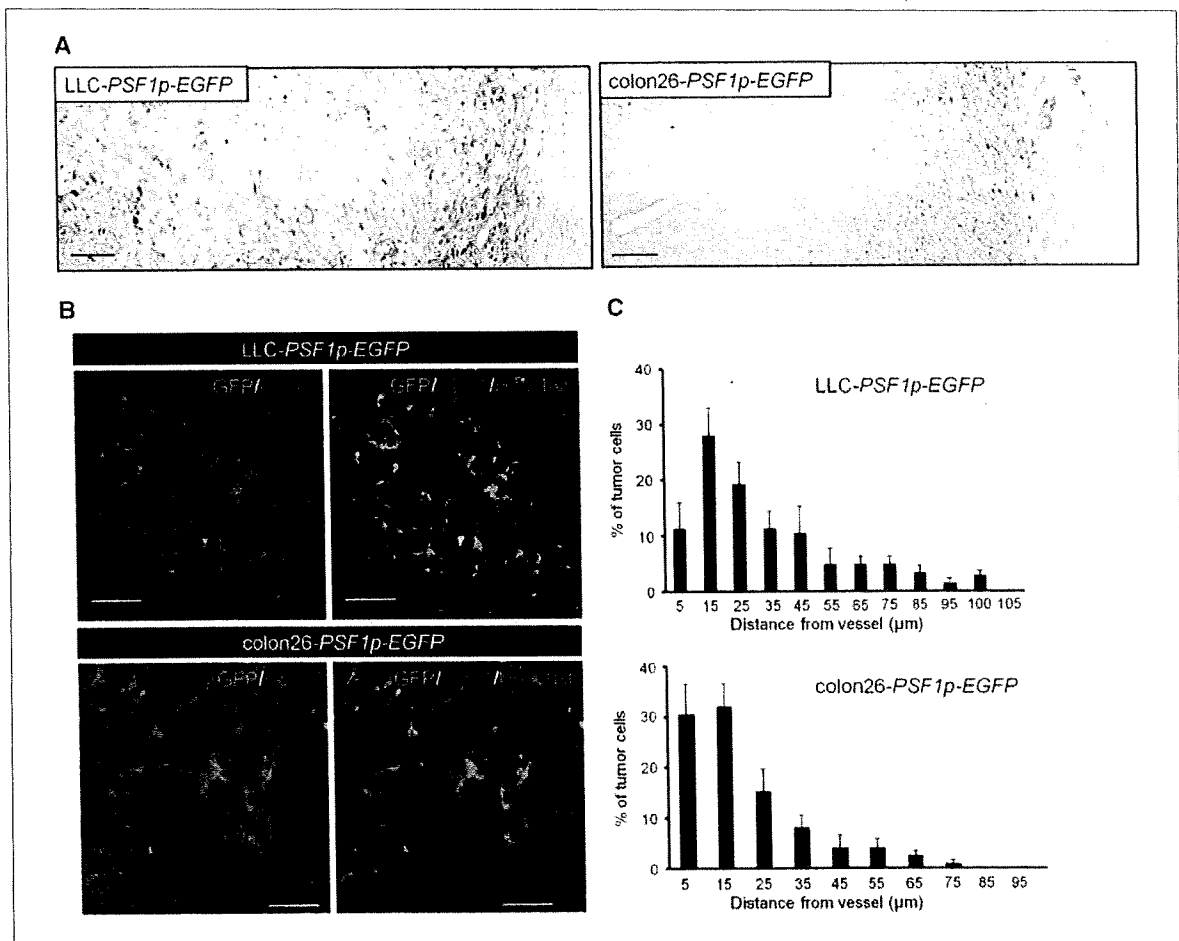 A
LLC-PSF1p-EGFP
colon26-PSF1p-EGFP
B
LLC-PSF1p-EGFP
GFP/
GFP/
colon26-PSF1p-EGFP
GFP/
GFP/
C
LLC-PSF1p-EGFP
% of tumor cells
40
30
20
10
0
5 15 25 35 45 55 65 75 85 95 100 105
Distance from vessel (µm)
colon26-PSF1p-EGFP
% of tumor cells
40
30
20
10
0
5 15 25 35 45 55 65 75 85 95
Distance from vessel (µm)